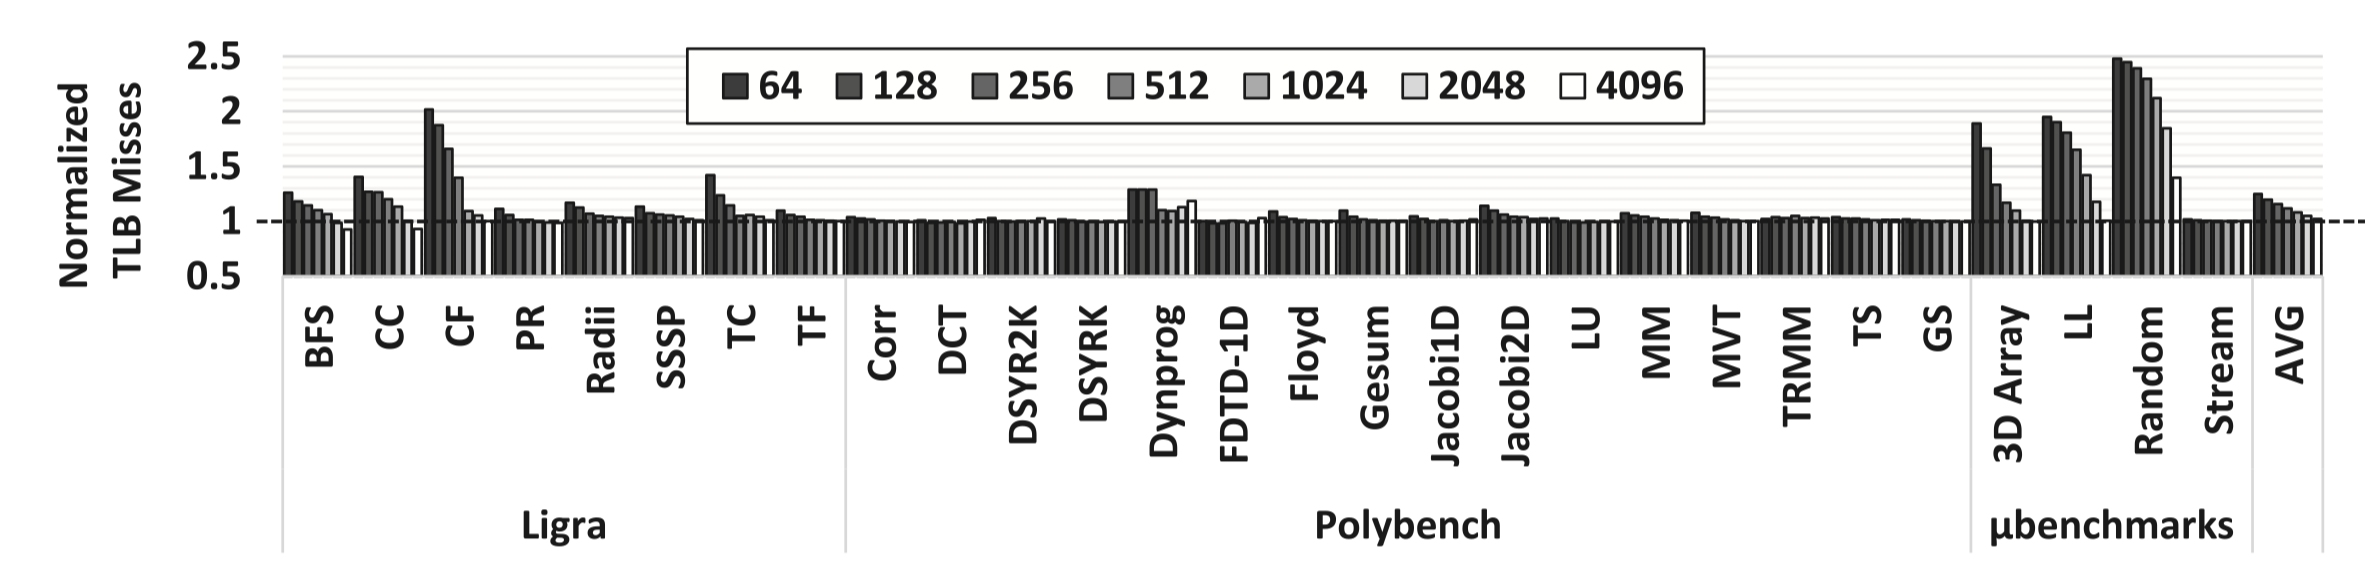 Normalized
TLB Misses
2.5
2
1.5
1
0.5
64 128 256 512 1024 2048 4096
BFS
CC
CF
PR
Radii
SSSP
TC
TF
Corr
DCT
DSYR2K
DSYRK
Dynprog
FDTD-1D
Floyd
Gesum
Jacobi1D
Jacobi2D
LU
MM
MVT
TRMM
TS
GS
3D Array
LL
Random
Stream
AVG
Ligra
Polybench
µbenchmarks